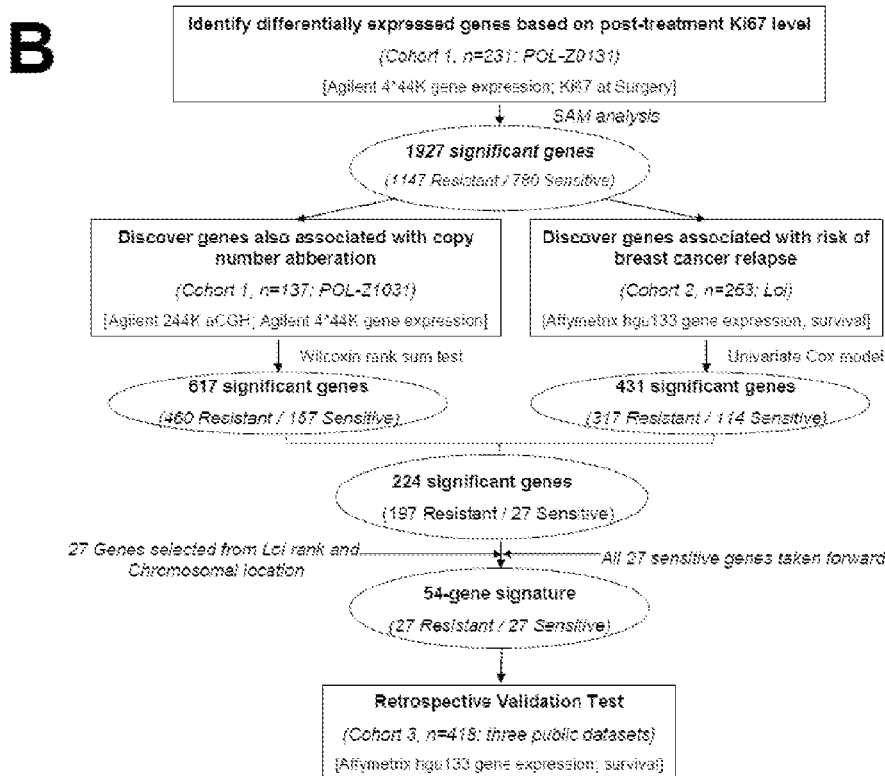 B
Identify differentially expressed genes based on post-treatment Ki67 level
(Cohort 1, n=231: POL-Z0131)
[Agilent 4*44K gene expression; Ki67 at Surgery]
SAM analysis
1927 significant genes
(1147 Resistant / 780 Sensitive)
Discover genes also associated with copy
number abberation
(Cohort 1, n=137: POL-Z1031)
[Agilent 244K aCGH; Agilent 4*44K gene expression]
Wilcoxin rank sum test
617 significant genes
(460 Resistant / 157 Sensitive)
Discover genes associated with risk of
breast cancer relapse
(Cohort 2, n=263: Loi)
[Affymetrix hgu133 gene expression, survival]
Univariate Cox model
431 significant genes
(317 Resistant / 114 Sensitive)
224 significant genes
(197 Resistant / 27 Sensitive)
27 Genes selected from Loi rank and
Chromosomal location
All 27 sensitive genes taken forward
54-gene signature
(27 Resistant / 27 Sensitive)
Retrospective Validation Test
(Cohort 3, n=418: three public datasets)
[Affymetrix hgu133 gene expression; survival]